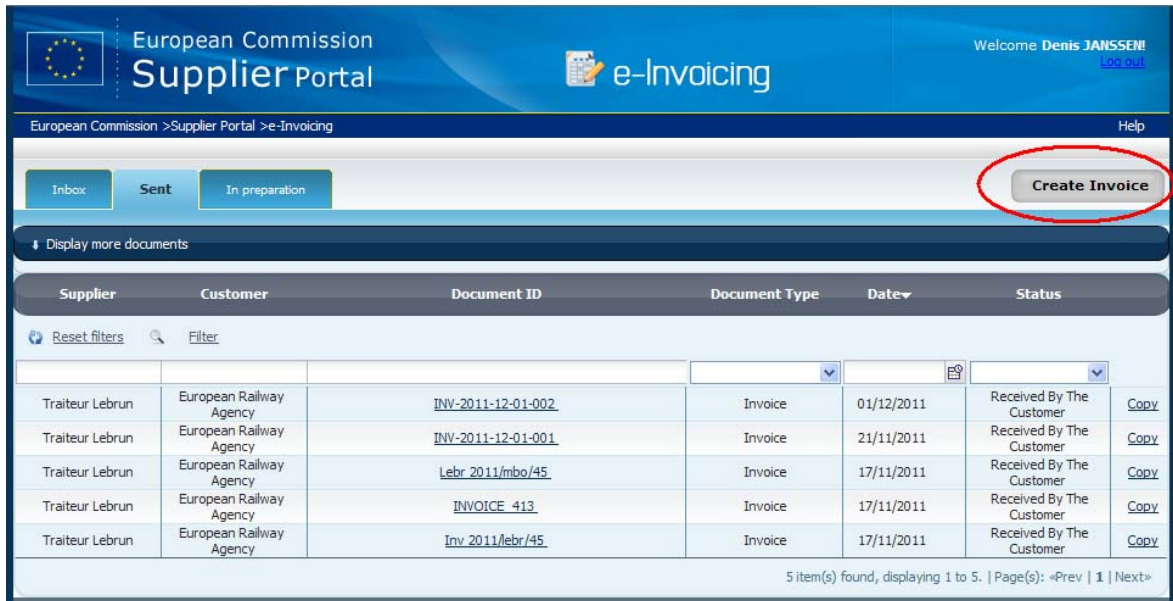 European Commission
Supplier Portal
e-Invoicing
Welcome Denis JANSSEN!
Log out
European Commission >Supplier Portal >e-Invoicing Help
Inbox Sent In preparation Create Invoice
Display more documents
Supplier Customer Document ID Document Type Date Status
Reset filters Filter
Traiteur Lebrun European Railway Agency INV-2011-12-01-002 Invoice 01/12/2011 Received By The Customer Copy
Traiteur Lebrun European Railway Agency INV-2011-12-01-001 Invoice 21/11/2011 Received By The Customer Copy
Traiteur Lebrun European Railway Agency Lebr 2011/mbo/45 Invoice 17/11/2011 Received By The Customer Copy
Traiteur Lebrun European Railway Agency INVOICE_413 Invoice 17/11/2011 Received By The Customer Copy
Traiteur Lebrun European Railway Agency Inv 2011/lebr/45 Invoice 17/11/2011 Received By The Customer Copy
5 item(s) found, displaying 1 to 5. | Page(s): «Prev | 1 | Next»